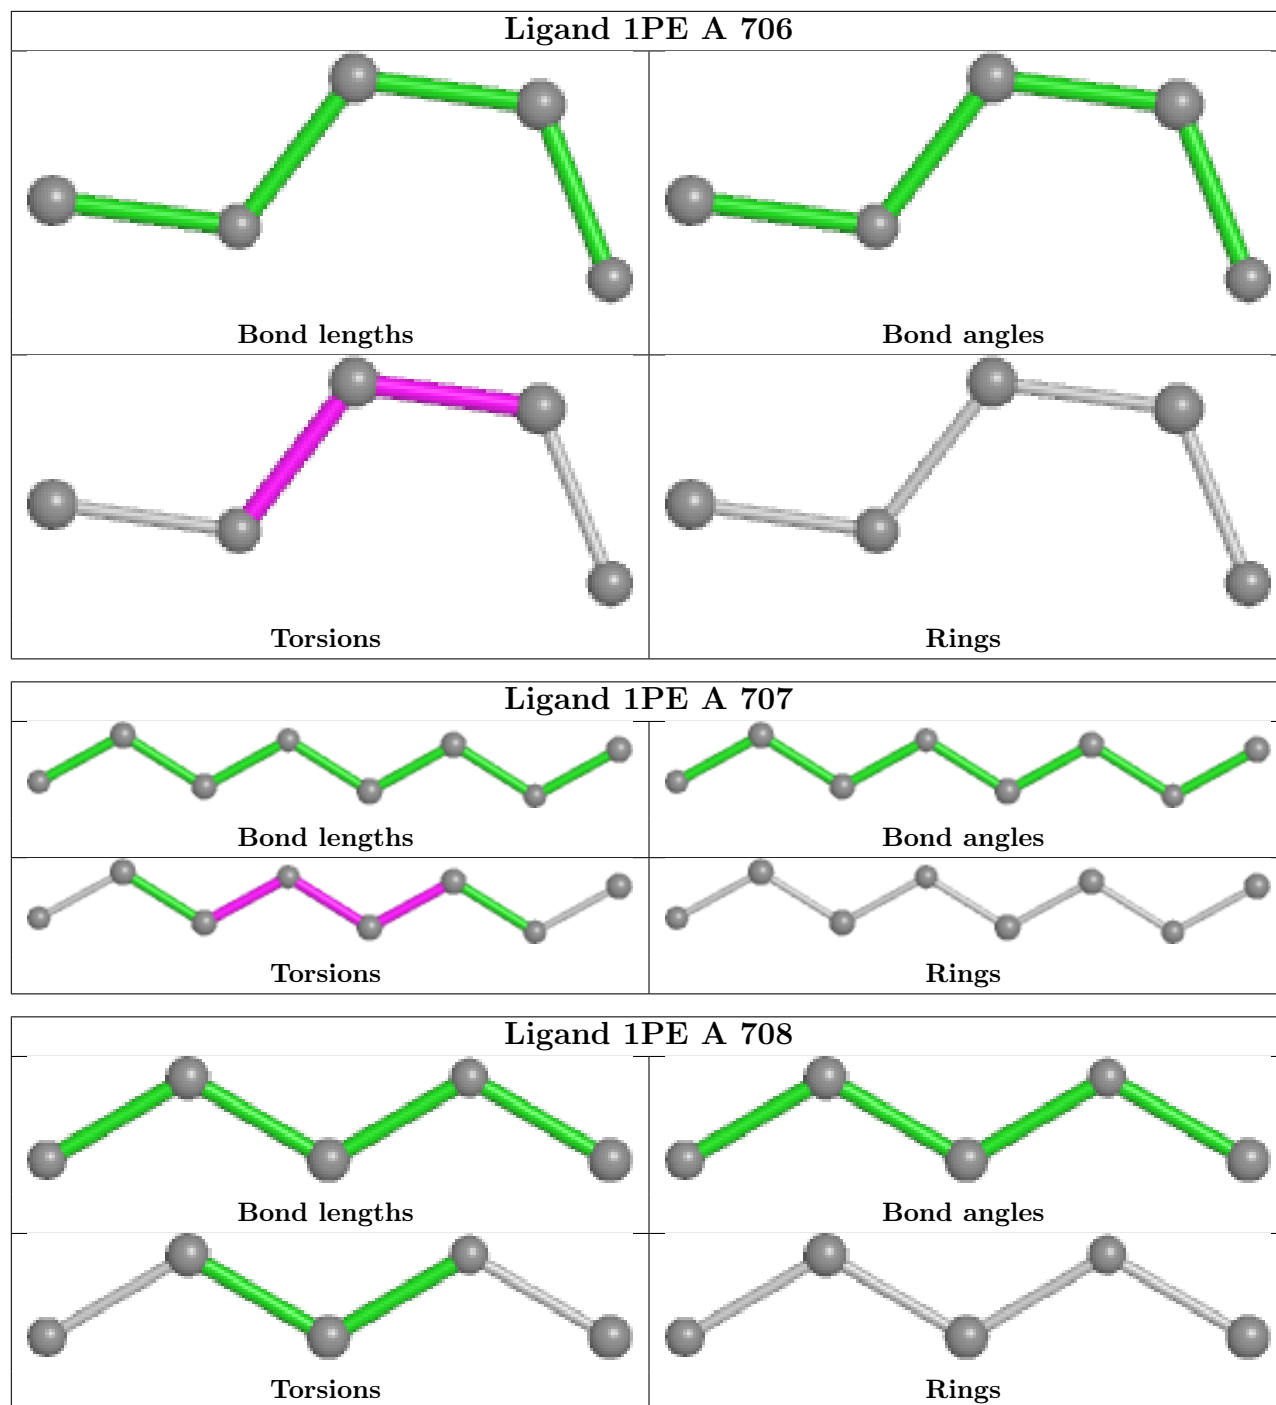 Ligand 1PE A 706
Bond lengths Bond angles
Torsions Rings
Ligand 1PE A 707
Bond lengths Bond angles
Torsions Rings
Ligand 1PE A 708
Bond lengths Bond angles
Torsions Rings